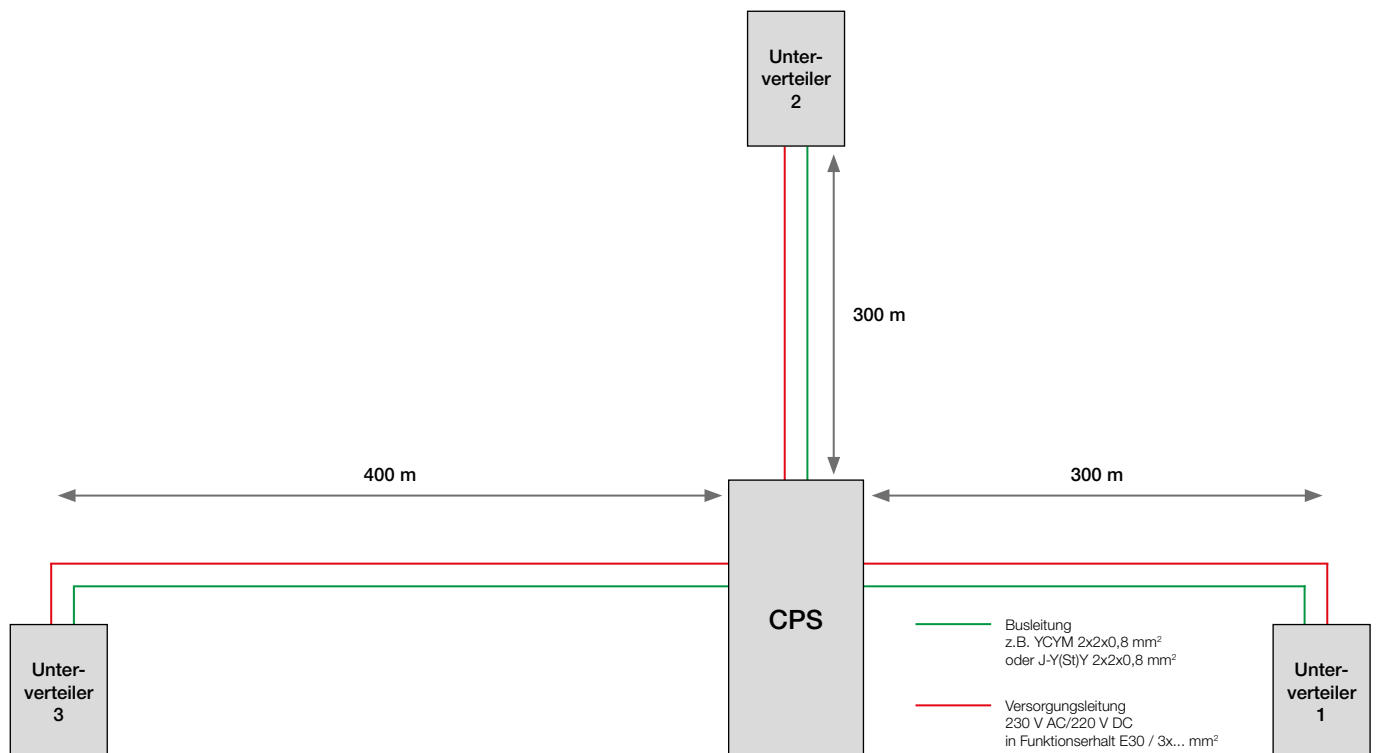 Unter-
verteiler
2
300 m
400 m
300 m
CPS
Unter-
verteiler
3
Busleitung
z.B. YCYM 2x2x0,8 mm²
oder J-Y(St)Y 2x2x0,8 mm²
Versorgungsleitung
230 V AC/220 V DC
in Funktionserhalt E30 / 3x... mm²
Unter-
verteiler
1